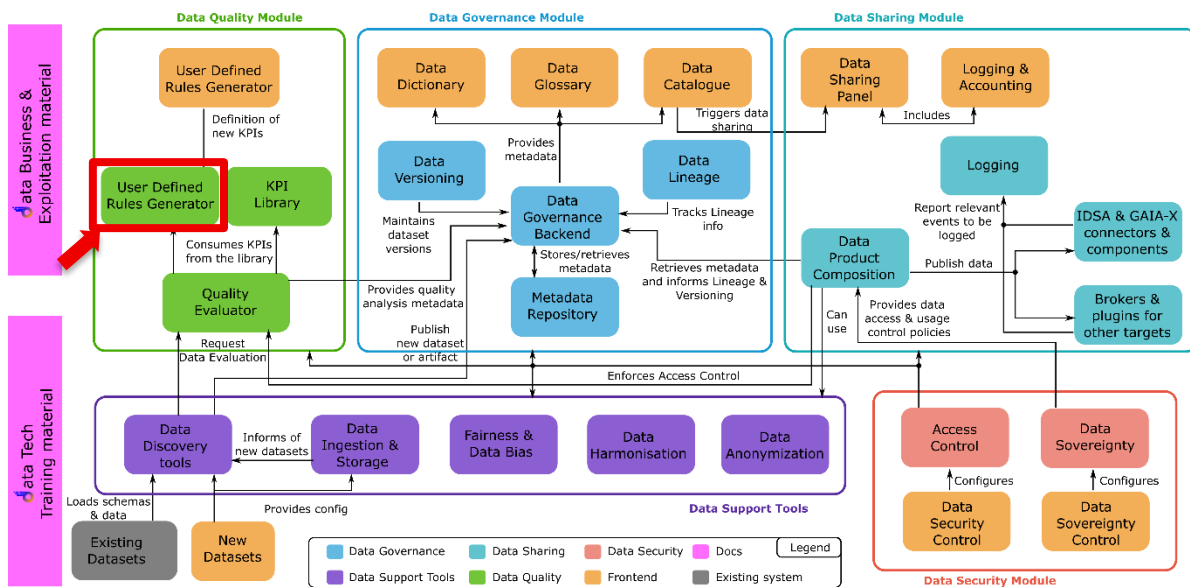 Data Quality Module
Data Governance Module
Data Sharing Module
data Business &
Exploitation material
data Tech
Training material
User Defined
Rules Generator
Definition of
new KPIs
User Defined
Rules Generator
KPI
Library
Consumes KPIs
from the library
Quality
Evaluator
Request
Data Evaluation
Data
Dictionary
Data
Glossary
Data
Catalogue
Triggers data
sharing
Provides
metadata
Data
Versioning
Data
Lineage
Maintains
dataset
versions
Data
Governance
Backend
Tracks Lineage
info
Stores/retrieves
metadata
Provides quality
analysis metadata
Metadata
Repository
Retrieves metadata
and informs Lineage &
Versioning
Publish
new dataset
or artifact
Enforces Access Control
Data
Sharing
Panel
Logging &
Accounting
Includes
Logging
Report relevant
events to be
logged
IDSA & GAIA-X
connectors &
components
Data
Product
Composition
Publish data
Can
use
Provides data
access & usage
control policies
Brokers &
plugins for
other targets
Data
Discovery
tools
Informs of
new datasets
Data
Ingestion &
Storage
Fairness &
Data Bias
Data
Harmonisation
Data
Anonymization
Data Support Tools
Loads schemas
& data
Provides config
Existing
Datasets
New
Datasets
Access
Control
Data
Sovereignty
Configures
Configures
Data
Security
Control
Data
Sovereignty
Control
Data Security Module
Legend
Data Governance
Data Sharing
Data Security
Docs
Data Support Tools
Data Quality
Frontend
Existing system